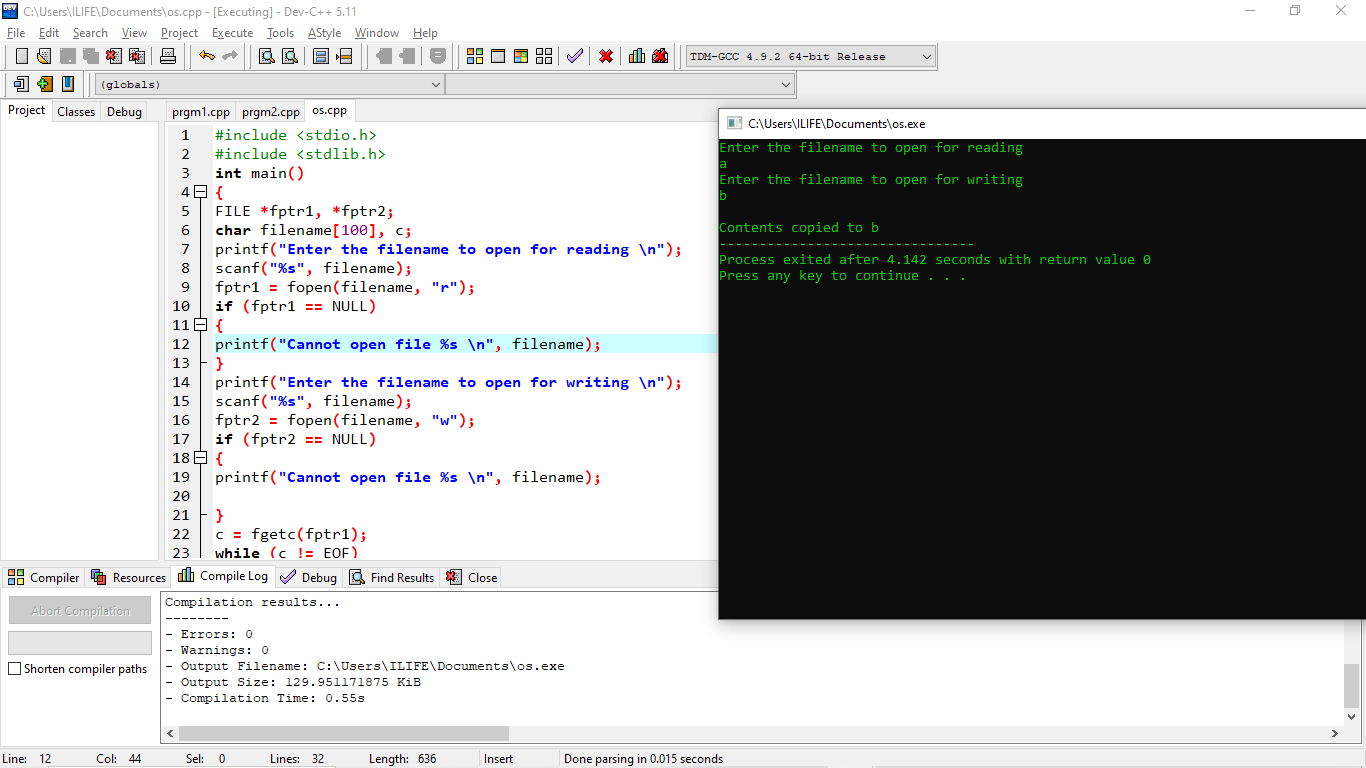 C:\Users\ILIFE\Documents\os.cpp - [Executing] - Dev-C++ 5.11
File Edit Search View Project Execute Tools AStyle Window Help
TDM-GCC 4.9.2 64-bit Release
(globals)
Project Classes Debug
prgm1.cpp prgm2.cpp os.cpp
1 #include <stdio.h>
2 #include <stdlib.h>
3 int main()
4 {
5 FILE *fptr1, *fptr2;
6 char filename[100], c;
7 printf("Enter the filename to open for reading \n");
8 scanf("%s", filename);
9 fptr1 = fopen(filename, "r");
10 if (fptr1 == NULL)
11 {
12 printf("Cannot open file %s \n", filename);
13 }
14 printf("Enter the filename to open for writing \n");
15 scanf("%s", filename);
16 fptr2 = fopen(filename, "w");
17 if (fptr2 == NULL)
18 {
19 printf("Cannot open file %s \n", filename);
20
21 }
22 c = fgetc(fptr1);
23 while (c != EOF)
C:\Users\ILIFE\Documents\os.exe
Enter the filename to open for reading
a
Enter the filename to open for writing
b
Contents copied to b
--------------------------------
Process exited after 4.142 seconds with return value 0
Press any key to continue . . .
Compiler Resources Compile Log Debug Find Results Close
Abort Compilation
Shorten compiler paths
Compilation results...
--------
- Errors: 0
- Warnings: 0
- Output Filename: C:\Users\ILIFE\Documents\os.exe
- Output Size: 129.951171875 KiB
- Compilation Time: 0.55s
Line: 12 Col: 44 Sel: 0 Lines: 32 Length: 636 Insert Done parsing in 0.015 seconds